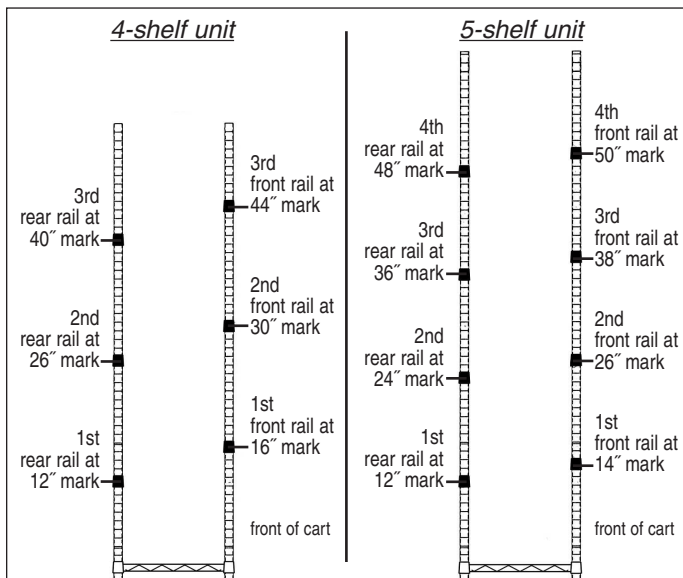 4-shelf unit
3rd
rear rail at
40″ mark
2nd
rear rail at
26″ mark
1st
rear rail at
12″ mark
3rd
front rail at
44″ mark
2nd
front rail at
30″ mark
1st
front rail at
16″ mark
front of cart
5-shelf unit
4th
rear rail at
48″ mark
3rd
rear rail at
36″ mark
2nd
rear rail at
24″ mark
1st
rear rail at
12″ mark
4th
front rail at
50″ mark
3rd
front rail at
38″ mark
2nd
front rail at
26″ mark
1st
front rail at
14″ mark
front of cart